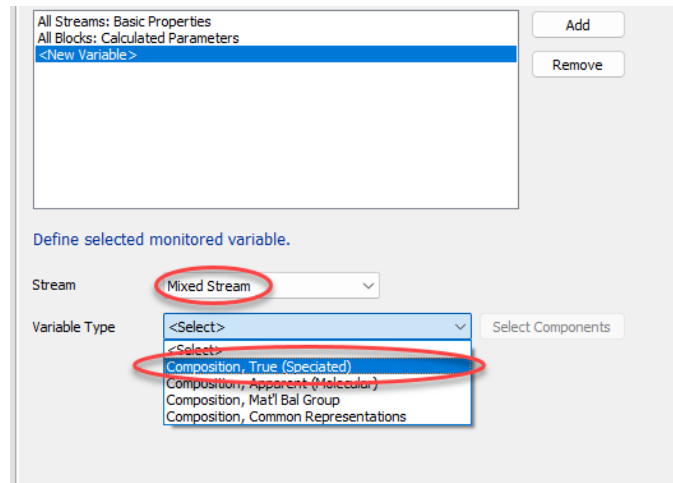 All Streams: Basic Properties
Add
All Blocks: Calculated Parameters
<New Variable>
Remove
Define selected monitored variable.
Stream
Mixed Stream
Variable Type
<Select>
Select Components
<Select>
Composition, True (Speciated)
Composition, Apparent (Molecular)
Composition, Mat'l Bal Group
Composition, Common Representations